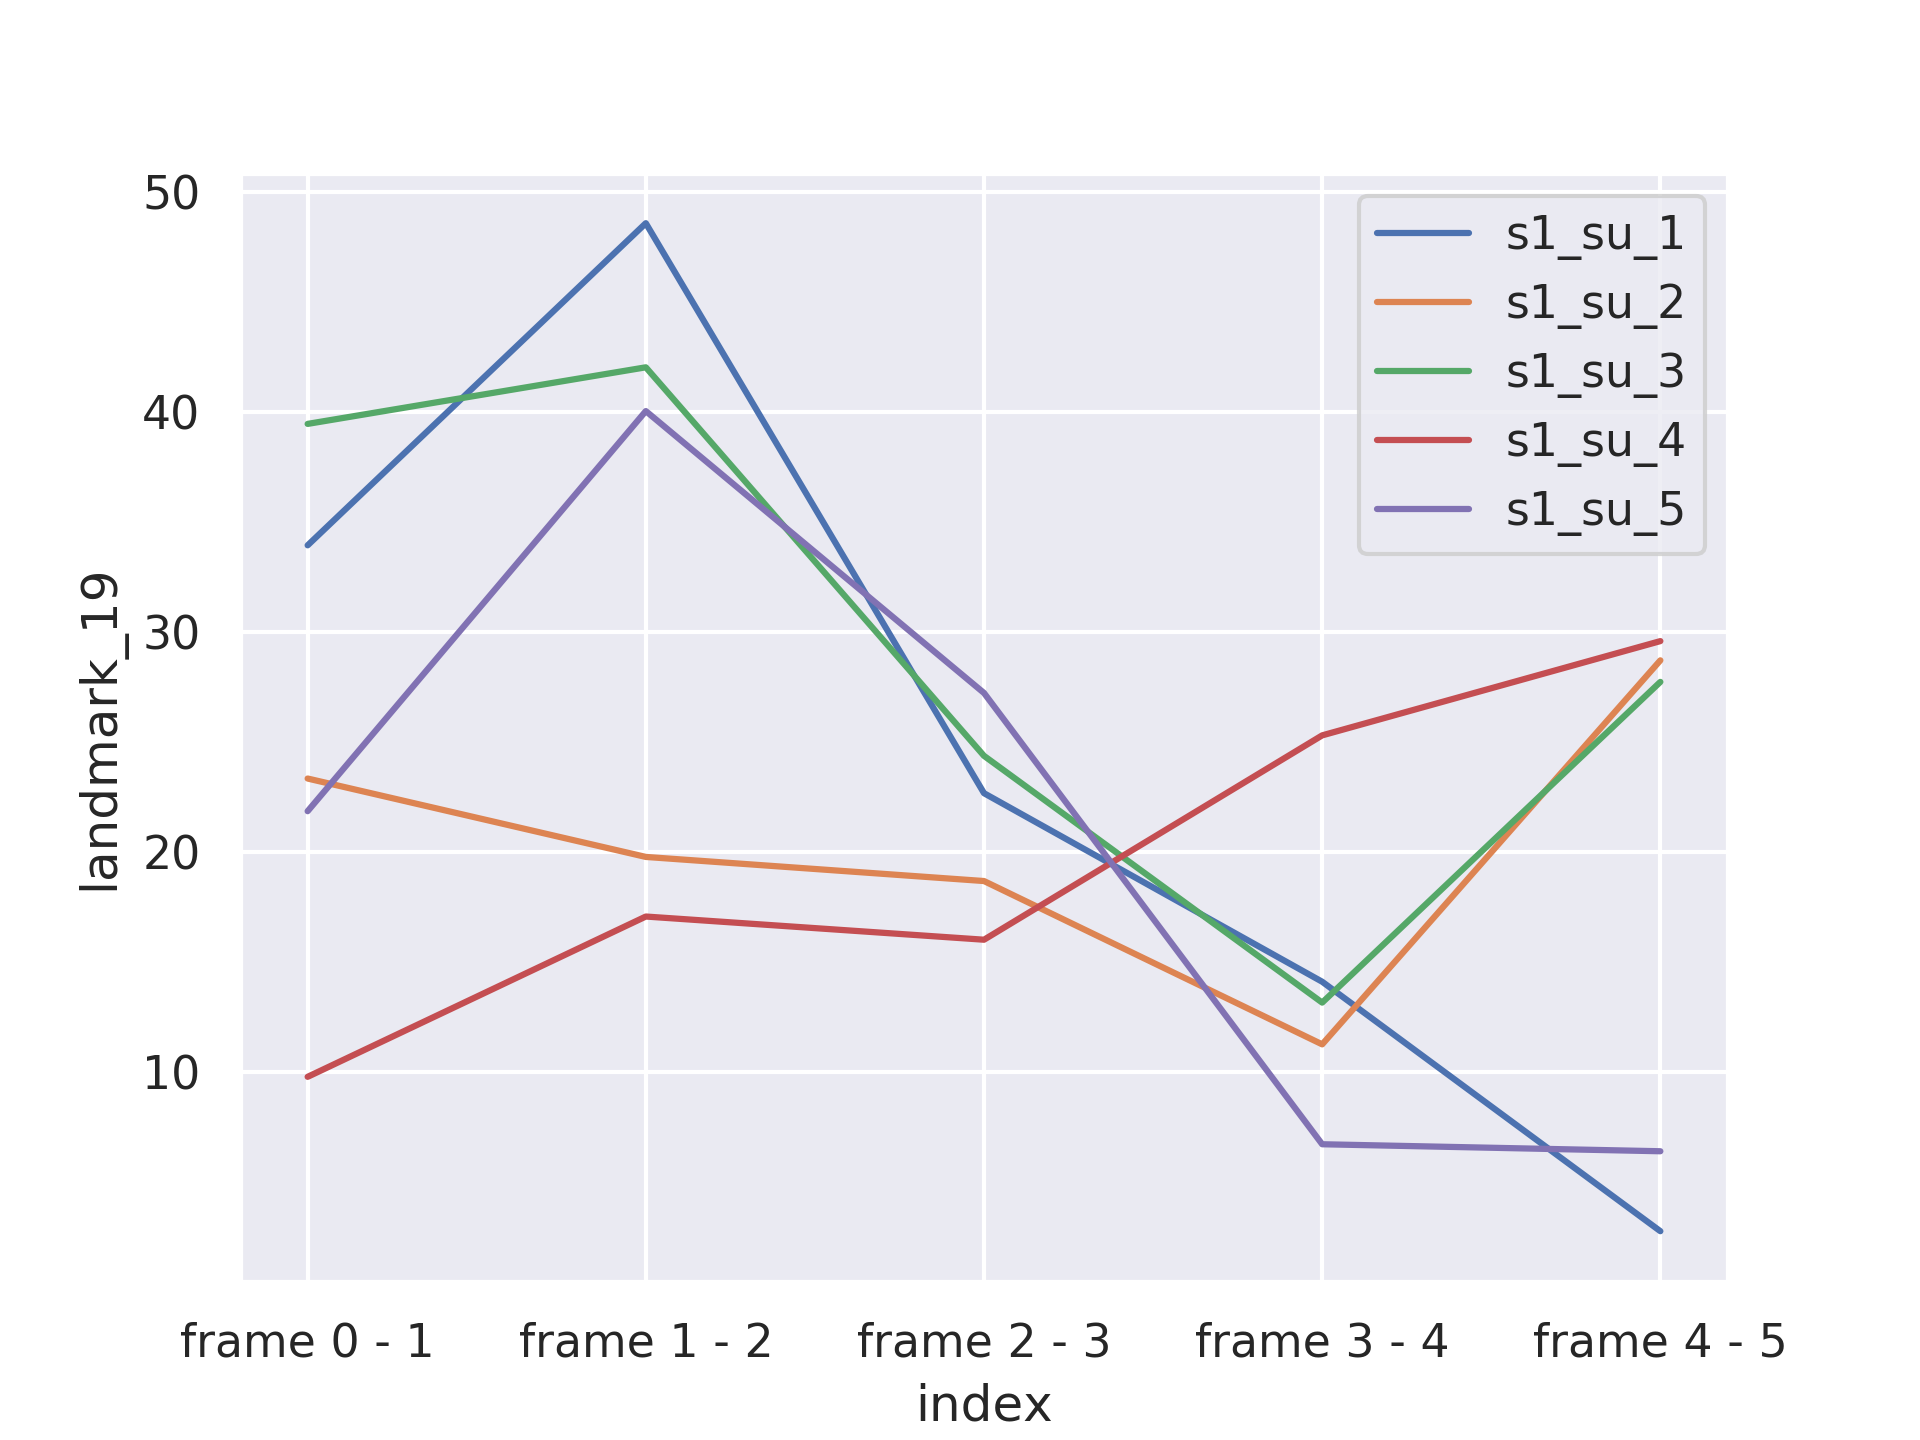 50
40
30
20
10
landmark_19
s1_su_1
s1_su_2
s1_su_3
s1_su_4
s1_su_5
frame 0 - 1
frame 1 - 2
frame 2 - 3
frame 3 - 4
frame 4 - 5
index